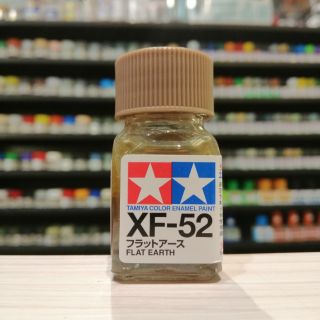 TAMIYA COLOR ENAMEL PAINT
XF-52
フラットアース
FLAT EARTH